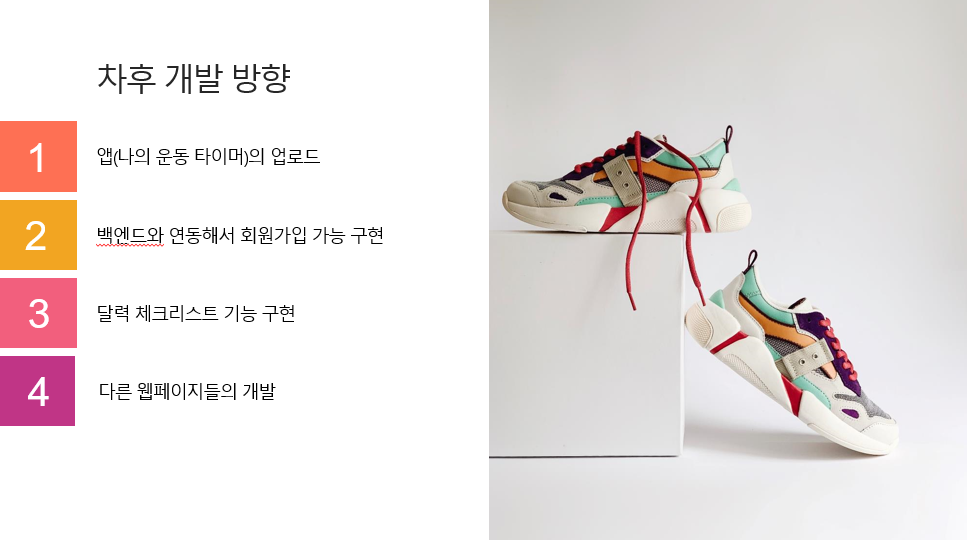 차후 개발 방향
1
앱(나의 운동 타이머)의 업로드
2
백엔드와 연동해서 회원가입 가능 구현
3
달력 체크리스트 기능 구현
4
다른 웹페이지들의 개발